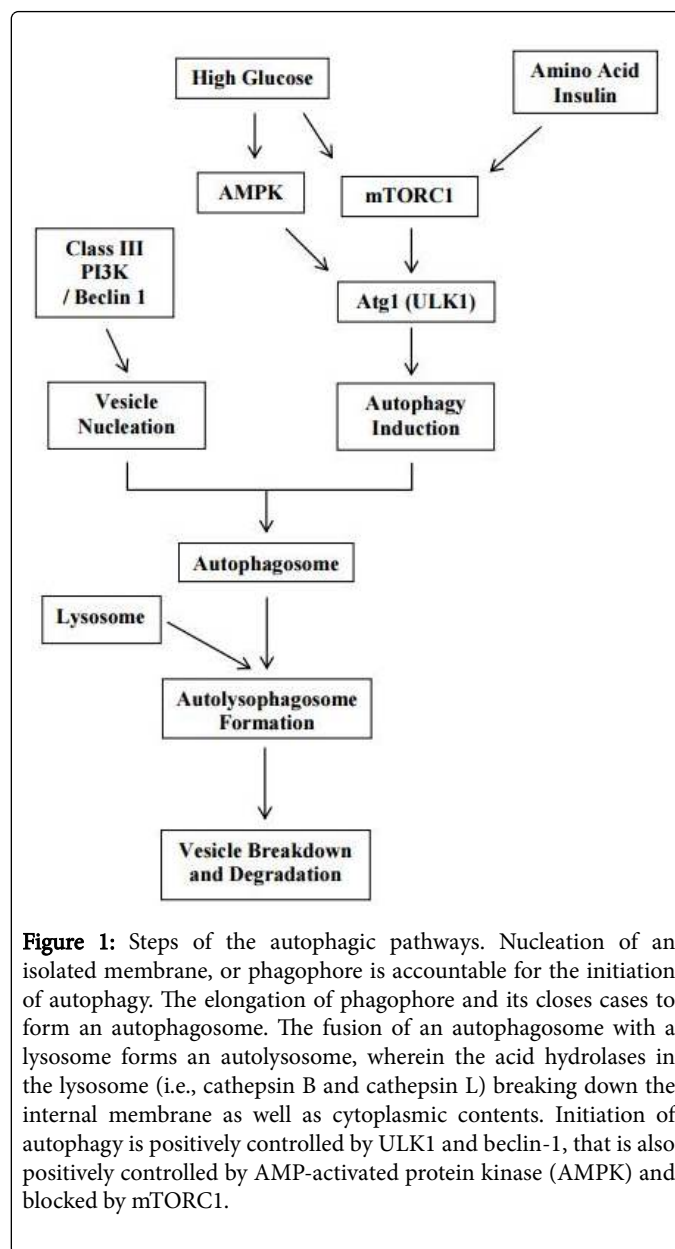 High Glucose
Amino Acid
Insulin
AMPK
mTORC1
Class III
PI3K
/ Beclin 1
Atg1 (ULK1)
Vesicle
Nucleation
Autophagy
Induction
Autophagosome
Lysosome
Autolysophagosome
Formation
Vesicle Breakdown
and Degradation
Figure 1: Steps of the autophagic pathways. Nucleation of an
isolated membrane, or phagophore is accountable for the initiation
of autophagy. The elongation of phagophore and its closes cases to
form an autophagosome. The fusion of an autophagosome with a
lysosome forms an autolysosome, wherein the acid hydrolases in
the lysosome (i.e., cathepsin B and cathepsin L) breaking down the
internal membrane as well as cytoplasmic contents. Initiation of
autophagy is positively controlled by ULK1 and beclin-1, that is also
positively controlled by AMP-activated protein kinase (AMPK) and
blocked by mTORC1.